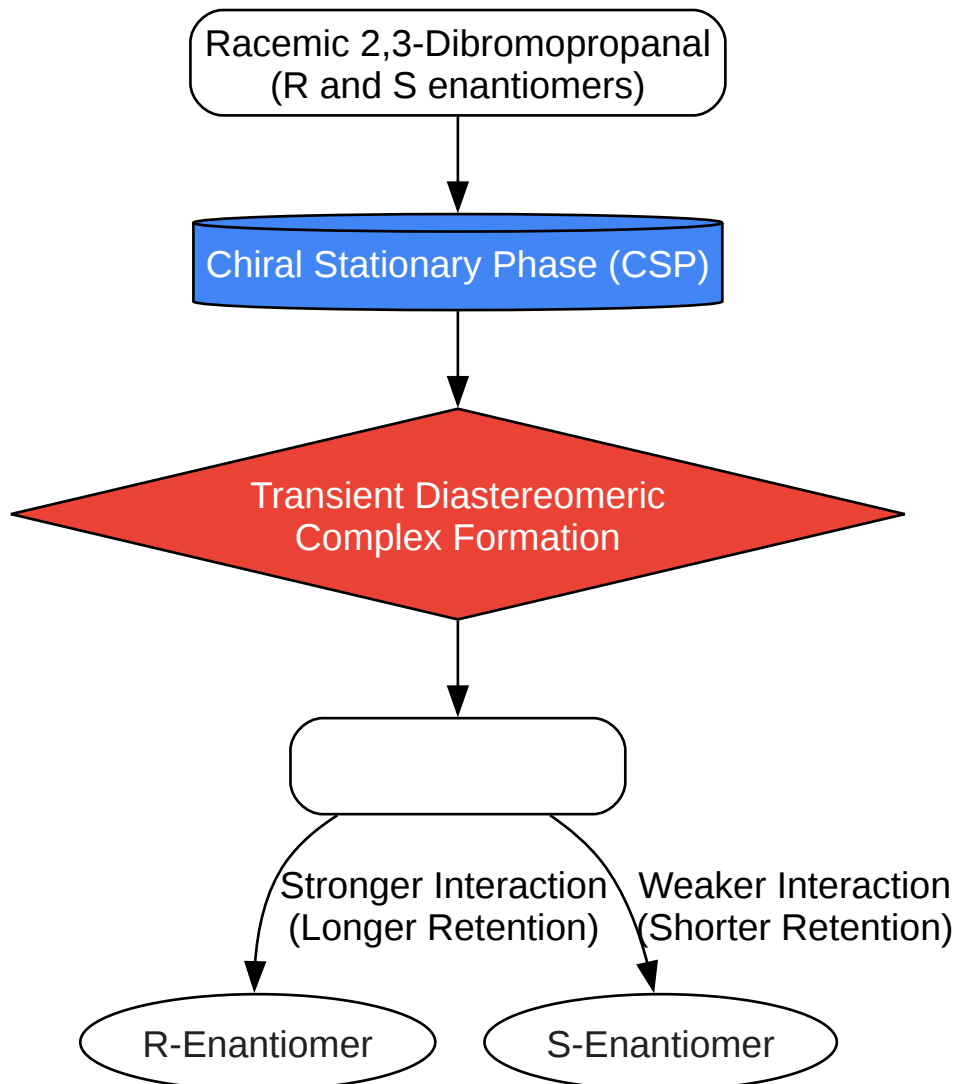 Racemic 2,3-Dibromopropanal
(R and S enantiomers)
Chiral Stationary Phase (CSP)
Transient Diastereomeric
Complex Formation
Stronger Interaction
(Longer Retention)
Weaker Interaction
(Shorter Retention)
R-Enantiomer
S-Enantiomer